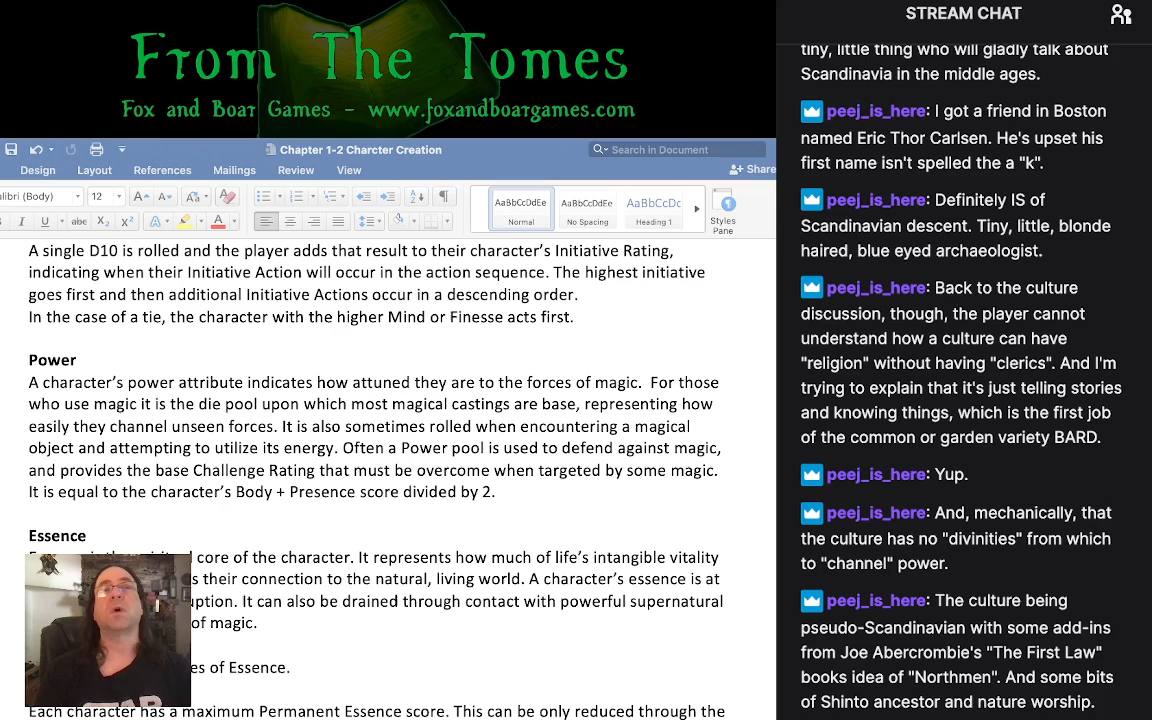 From The Tomes
Fox and Boar Games - www.foxandboargames.com
Chapter 1-2 Charcter Creation
Search in Document
Design Layout References Mailings Review View
Share
alibri (Body) 12
AaBbCcDdEe AaBbCcDdEe AaBbCcDc
Normal No Spacing Heading 1
Styles
Pane
A single D10 is rolled and the player adds that result to their character's Initiative Rating,
indicating when their Initiative Action will occur in the action sequence. The highest initiative
goes first and then additional Initiative Actions occur in a descending order.
In the case of a tie, the character with the higher Mind or Finesse acts first.
Power
A character's power attribute indicates how attuned they are to the forces of magic. For those
who use magic it is the die pool upon which most magical castings are base, representing how
easily they channel unseen forces. It is also sometimes rolled when encountering a magical
object and attempting to utilize its energy. Often a Power pool is used to defend against magic,
and provides the base Challenge Rating that must be overcome when targeted by some magic.
It is equal to the character's Body + Presence score divided by 2.
Essence
core of the character. It represents how much of life's intangible vitality
s their connection to the natural, living world. A character's essence is at
uption. It can also be drained through contact with powerful supernatural
of magic.
es of Essence.
Each character has a maximum Permanent Essence score. This can be only reduced through the
STREAM CHAT
tiny, little thing who will gladly talk about
Scandinavia in the middle ages.
peej_is_here: I got a friend in Boston
named Eric Thor Carlsen. He's upset his
first name isn't spelled the a "k".
peej_is_here: Definitely IS of
Scandinavian descent. Tiny, little, blonde
haired, blue eyed archaeologist.
peej_is_here: Back to the culture
discussion, though, the player cannot
understand how a culture can have
"religion" without having "clerics". And I'm
trying to explain that it's just telling stories
and knowing things, which is the first job
of the common or garden variety BARD.
peej_is_here: Yup.
peej_is_here: And, mechanically, that
the culture has no "divinities" from which
to "channel" power.
peej_is_here: The culture being
pseudo-Scandinavian with some add-ins
from Joe Abercrombie's "The First Law"
books idea of "Northmen". And some bits
of Shinto ancestor and nature worship.